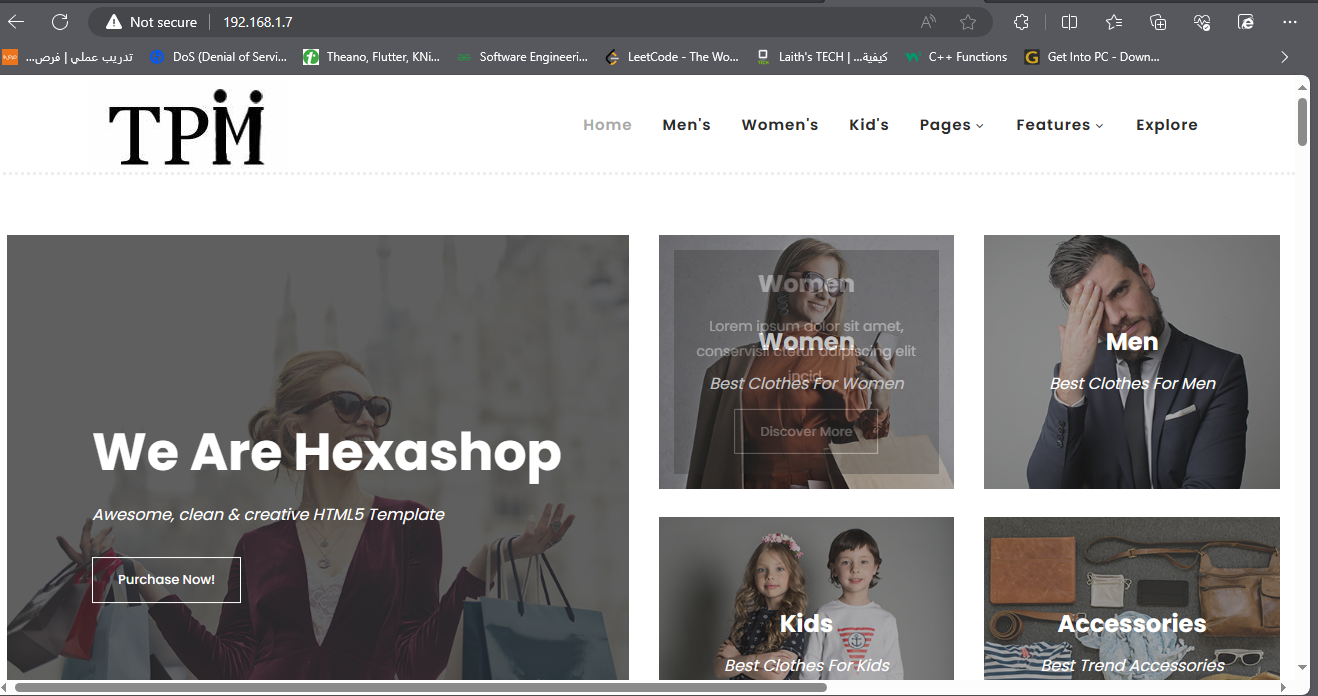 Not secure 192.168.1.7
تدريب عملي | فرص...
DoS (Denial of Servi...
Theano, Flutter, KNi...
Software Engineeri...
LeetCode - The Wo...
Laith's TECH | كيفية...
C++ Functions
Get Into PC - Down...
TPM
Home Men's Women's Kid's Pages Features Explore
We Are Hexashop
Awesome, clean & creative HTML5 Template
Purchase Now!
Women
Lorem ipsum dolor sit amet,
conservisii ctetur adipiscing elit
incid.
Discover More
Women
Best Clothes For Women
Men
Best Clothes For Men
Kids
Best Clothes For Kids
Accessories
Best Trend Accessories